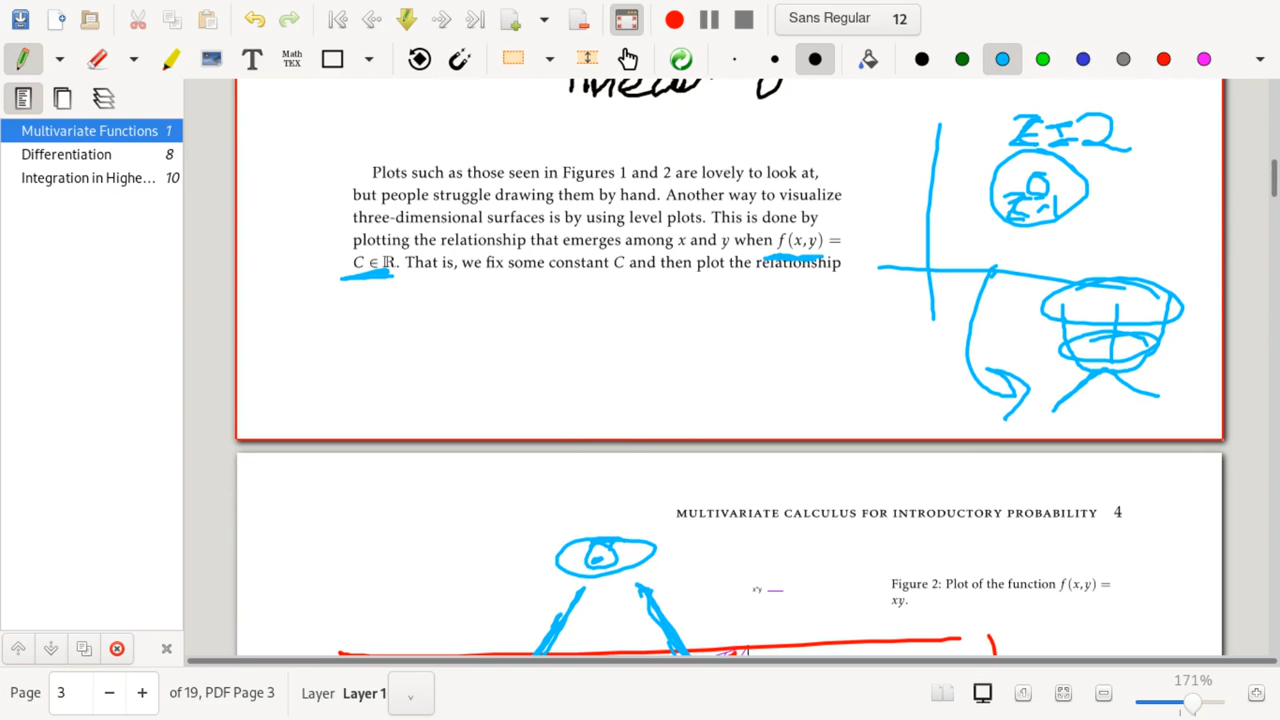 Sans Regular 12
T Math TEX
Multivariate Functions 1
Differentiation 8
Integration in Highe... 10
linear
Z=2
Z=1
Plots such as those seen in Figures 1 and 2 are lovely to look at,
but people struggle drawing them by hand. Another way to visualize
three-dimensional surfaces is by using level plots. This is done by
plotting the relationship that emerges among x and y when f(x,y) =
C ∈ ℝ. That is, we fix some constant C and then plot the relationship
MULTIVARIATE CALCULUS FOR INTRODUCTORY PROBABILITY 4
x*y
Figure 2: Plot of the function f(x,y) =
xy.
Page 3 of 19, PDF Page 3 Layer Layer 1 171%